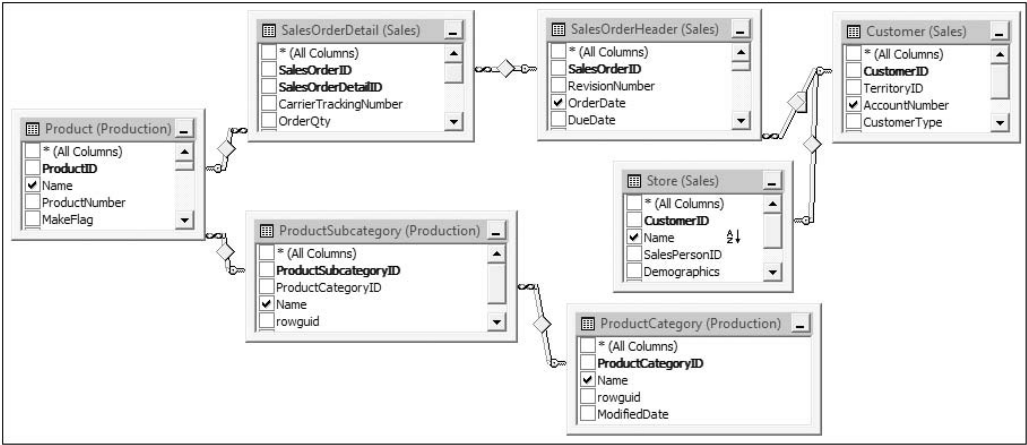 SalesOrderDetail (Sales)
* (All Columns)
SalesOrderID
SalesOrderDetailID
CarrierTrackingNumber
OrderQty
SalesOrderHeader (Sales)
* (All Columns)
SalesOrderID
RevisionNumber
OrderDate
DueDate
Customer (Sales)
* (All Columns)
CustomerID
TerritoryID
AccountNumber
CustomerType
Product (Production)
* (All Columns)
ProductID
Name
ProductNumber
MakeFlag
Store (Sales)
* (All Columns)
CustomerID
Name
AZ
SalesPersonID
Demographics
ProductSubcategory (Production)
* (All Columns)
ProductSubcategoryID
ProductCategoryID
Name
rowguid
ProductCategory (Production)
* (All Columns)
ProductCategoryID
Name
rowguid
ModifiedDate